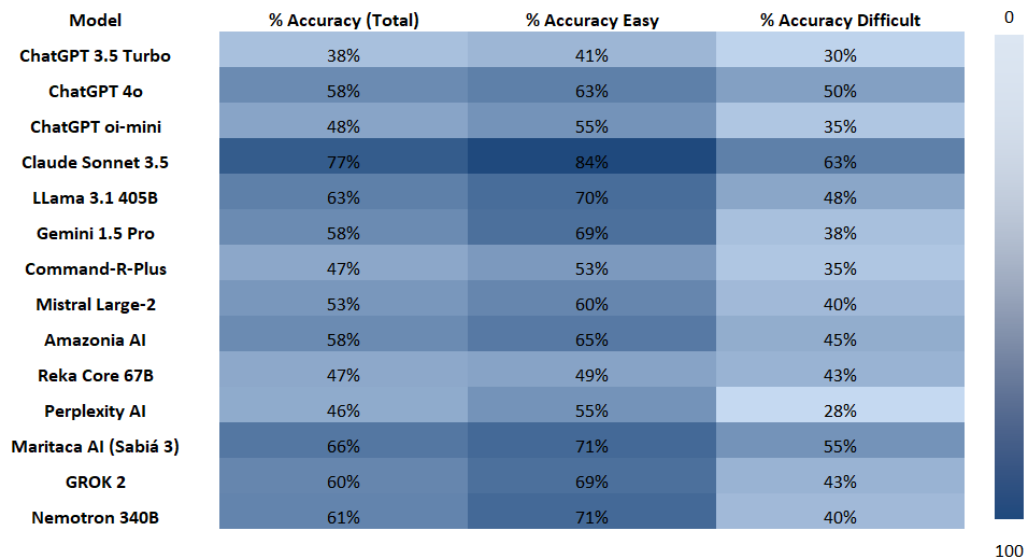 Model % Accuracy (Total) % Accuracy Easy % Accuracy Difficult 0
ChatGPT 3.5 Turbo 38% 41% 30%
ChatGPT 4o 58% 63% 50%
ChatGPT oi-mini 48% 55% 35%
Claude Sonnet 3.5 77% 84% 63%
LLama 3.1 405B 63% 70% 48%
Gemini 1.5 Pro 58% 69% 38%
Command-R-Plus 47% 53% 35%
Mistral Large-2 53% 60% 40%
Amazonia AI 58% 65% 45%
Reka Core 67B 47% 49% 43%
Perplexity AI 46% 55% 28%
Maritaca AI (Sabiá 3) 66% 71% 55%
GROK 2 60% 69% 43%
Nemotron 340B 61% 71% 40%
100